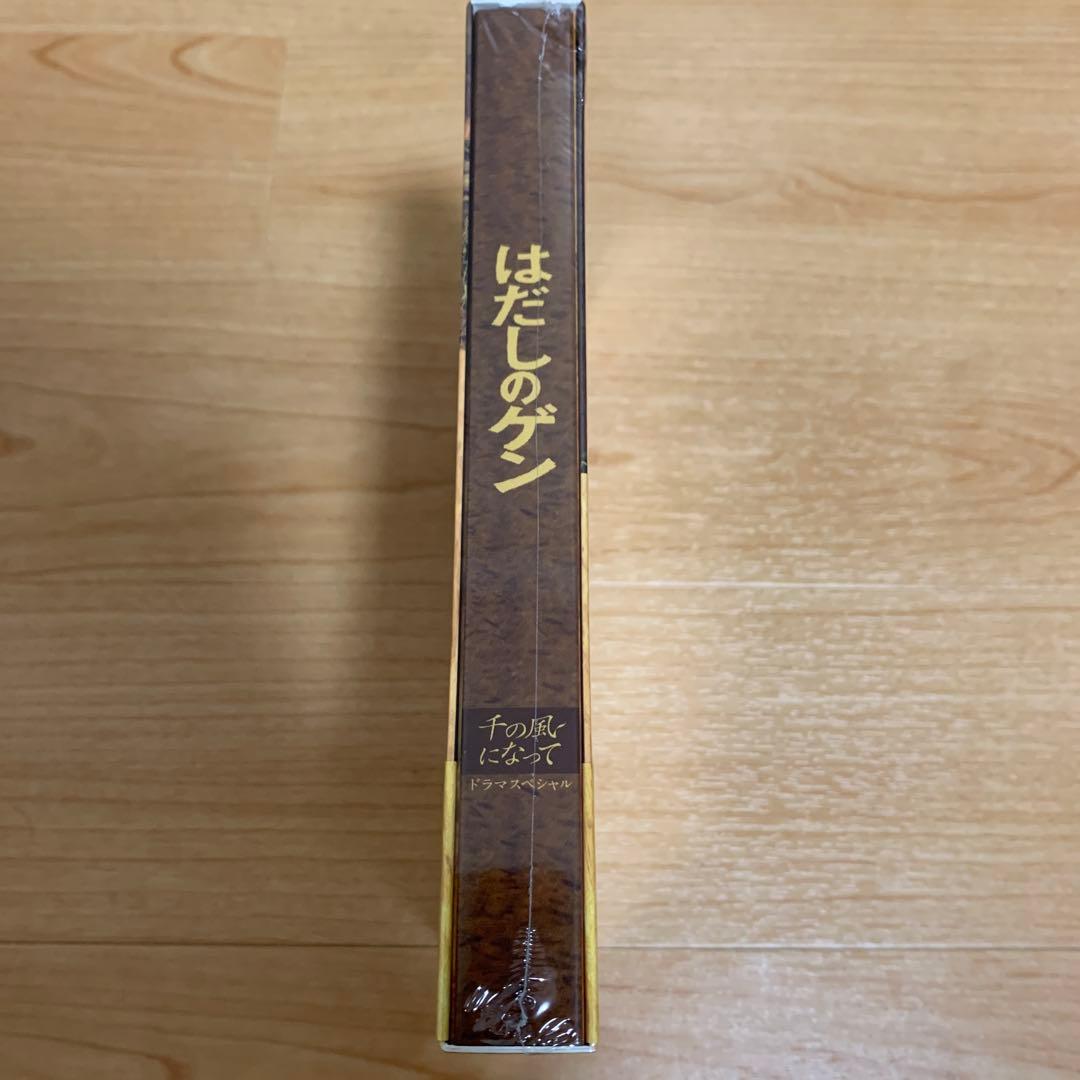 はだしのゲン
千の風
になって
ドラマスペシャル